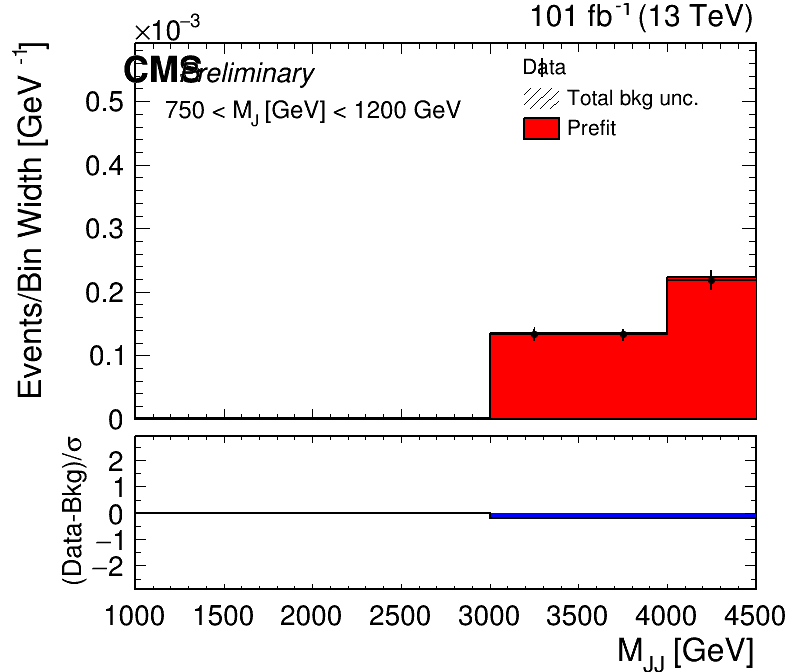 ×10⁻³
101 fb⁻¹ (13 TeV)
CMS Preliminary
750 < M_J [GeV] < 1200 GeV
Data
Total bkg unc.
Prefit
Events/Bin Width [GeV⁻¹]
0.5
0.4
0.3
0.2
0.1
0
(Data-Bkg)/σ
2
1
0
−1
−2
1000 1500 2000 2500 3000 3500 4000 4500
M_JJ [GeV]